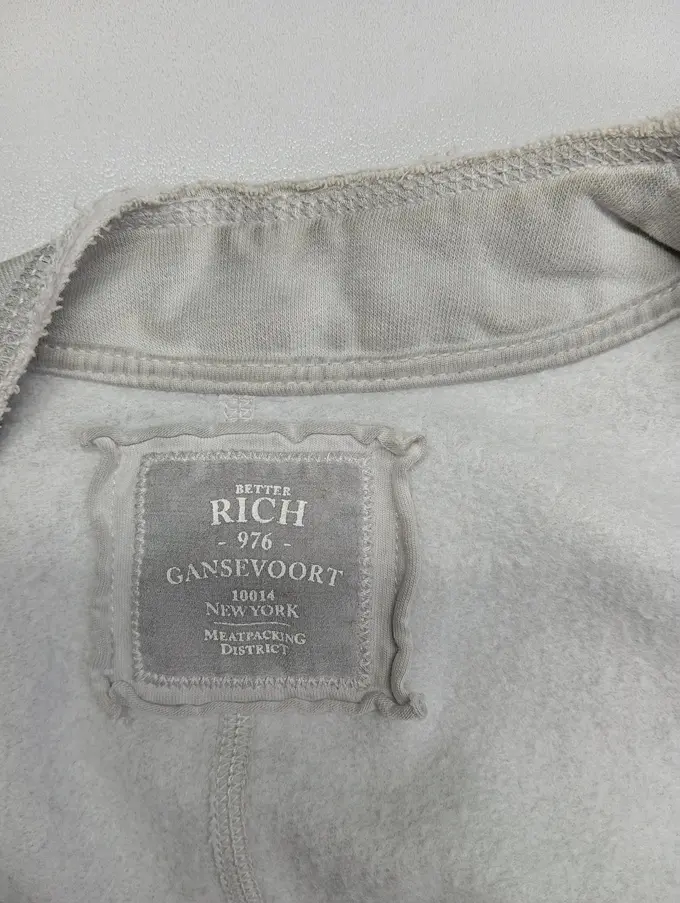 BETTER
RICH
- 976 -
GANSEVOORT
10014
NEW YORK
MEATPACKING
DISTRICT